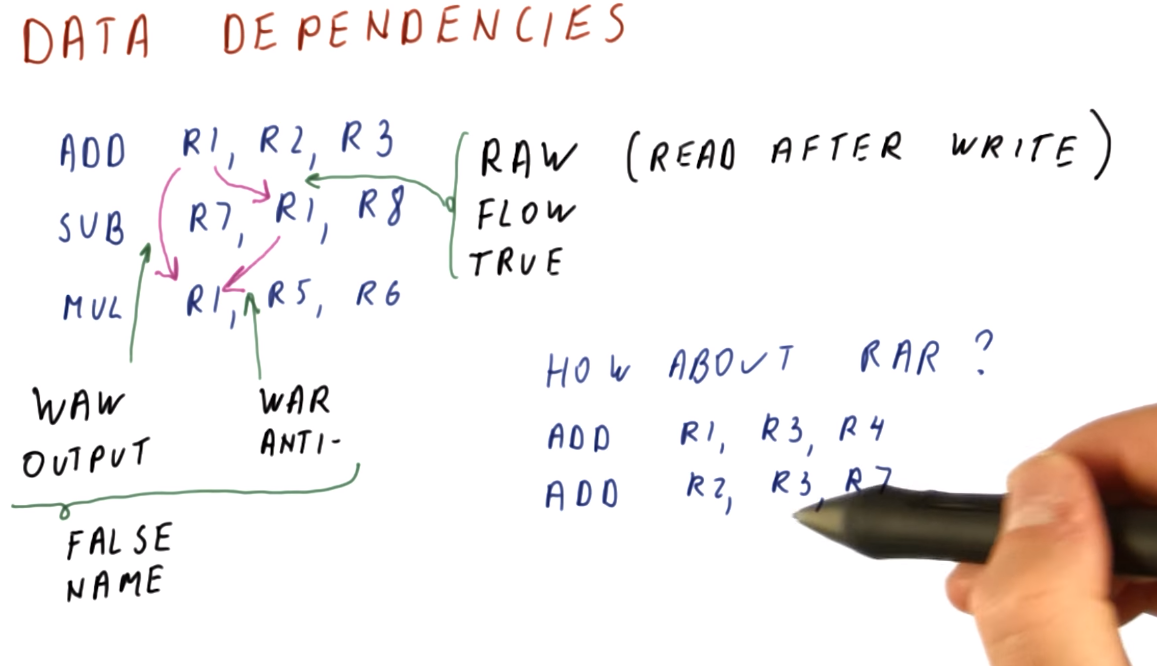 DATA DEPENDENCIES
ADD R1, R2, R3
SUB R7, R1, R8
MUL R1, R5, R6
RAW (READ AFTER WRITE)
FLOW
TRUE
WAW
OUTPUT
WAR
ANTI-
FALSE
NAME
HOW ABOUT RAR ?
ADD R1, R3, R4
ADD R2, R3, R7